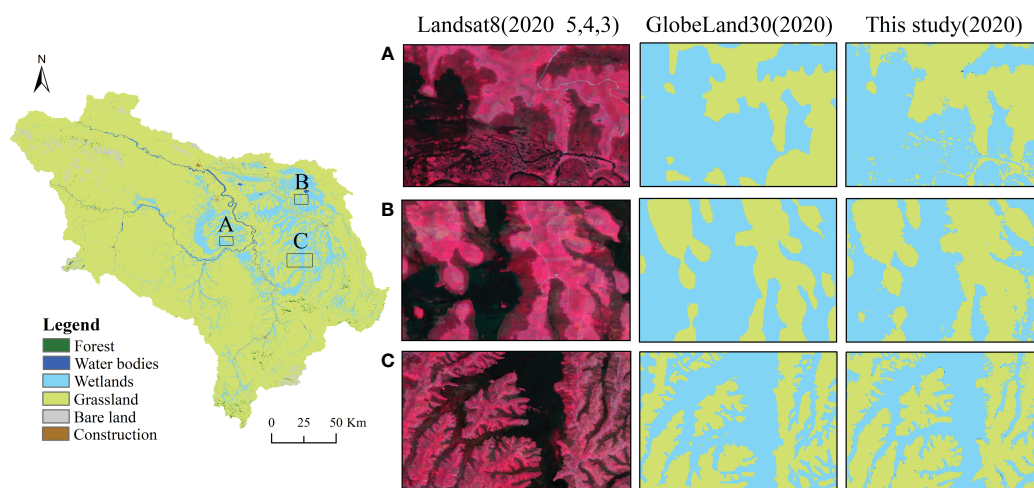 Landsat8(2020 5,4,3) GlobeLand30(2020) This study(2020)
A
B
C
N
B
A
C
Legend
Forest
Water bodies
Wetlands
Grassland
Bare land
Construction
0 25 50 Km